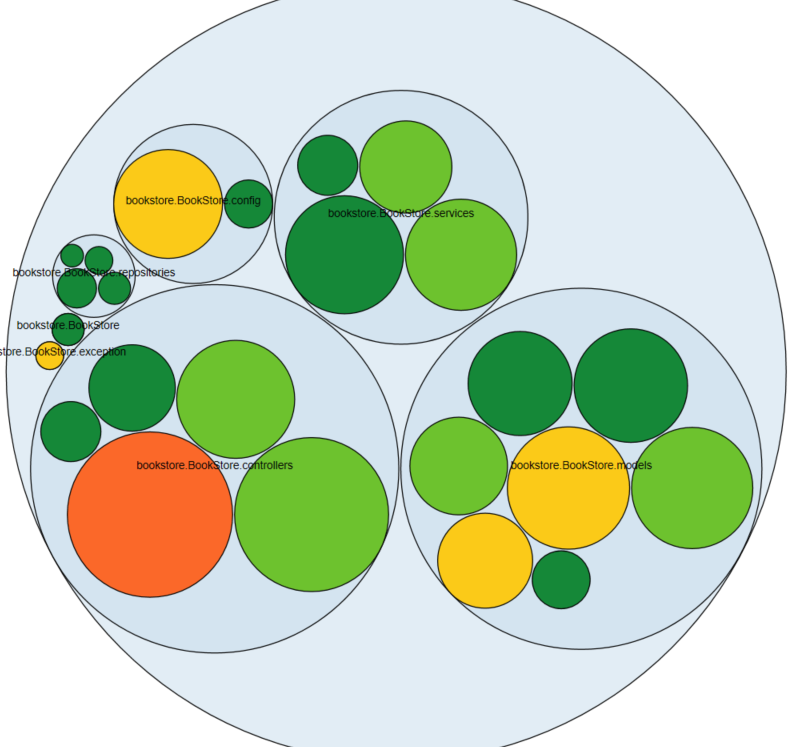 bookstore.BookStore.config
bookstore.BookStore.services
bookstore.BookStore.repositories
bookstore.BookStore
store.BookStore.exception
bookstore.BookStore.controllers
bookstore.BookStore.models